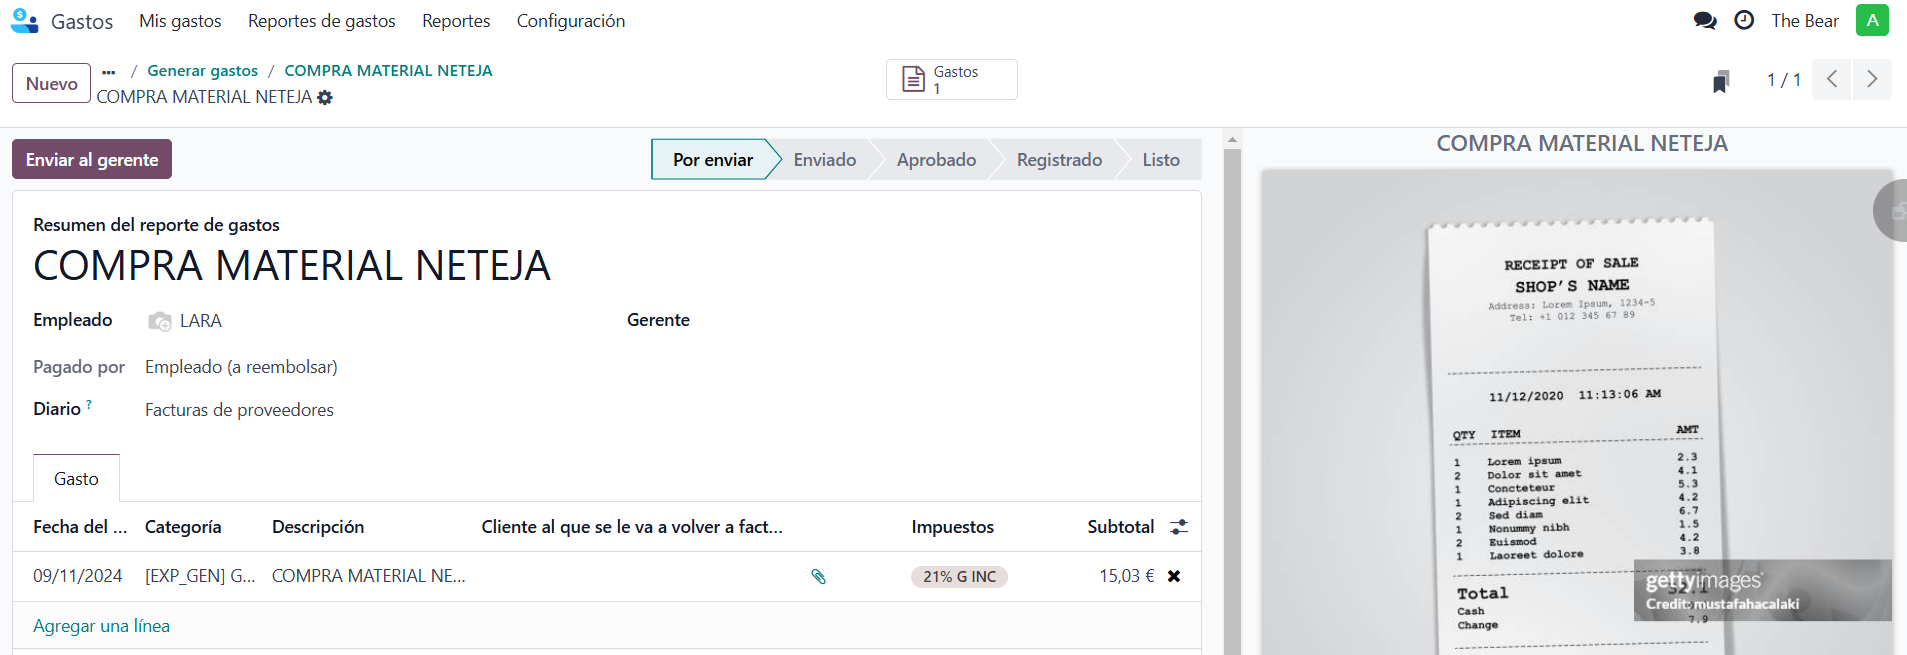 Gastos Mis gastos Reportes de gastos Reportes Configuración The Bear A
Nuevo ... / Generar gastos / COMPRA MATERIAL NETEJA
COMPRA MATERIAL NETEJA
Gastos
1
1 / 1
Enviar al gerente
Por enviar Enviado Aprobado Registrado Listo
Resumen del reporte de gastos
COMPRA MATERIAL NETEJA
Empleado LARA Gerente
Pagado por Empleado (a reembolsar)
Diario ? Facturas de proveedores
Gasto
Fecha del ... Categoría Descripción Cliente al que se le va a volver a fact... Impuestos Subtotal
09/11/2024 [EXP_GEN] G... COMPRA MATERIAL NE... 21% G INC 15,03 €
Agregar una línea
COMPRA MATERIAL NETEJA
RECEIPT OF SALE
SHOP'S NAME
Address: Lorem Ipsum, 1234-5
Tel: +1 012 345 67 89
11/12/2020 11:13:06 AM
QTY ITEM AMT
1 Lorem ipsum 2.3
2 Dolor sit amet 4.1
1 Concteteur 5.3
1 Adipiscing elit 4.2
2 Sed diam 6.7
1 Nonummy nibh 1.5
2 Euismod 4.2
1 Laoreet dolore 3.8
Total 32.1
Cash
Change 7.9
gettyimages
Credit: mustafahacalaki